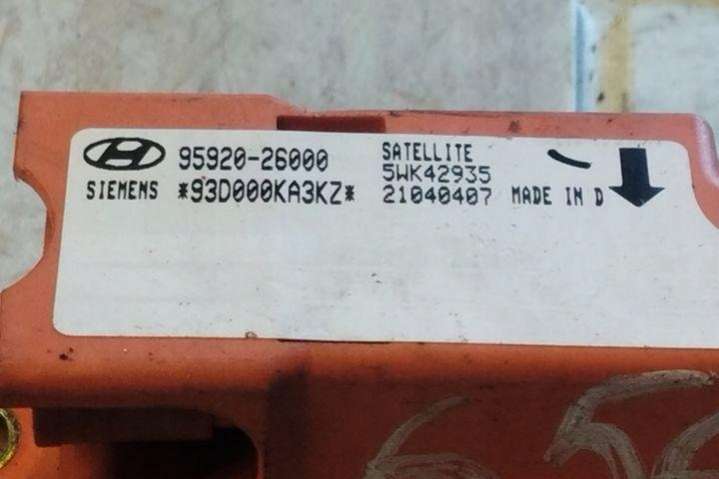 95920-26000 SATELLITE
5WK42935
SIEMENS *93D000KA3KZ* 21040407 MADE IN D